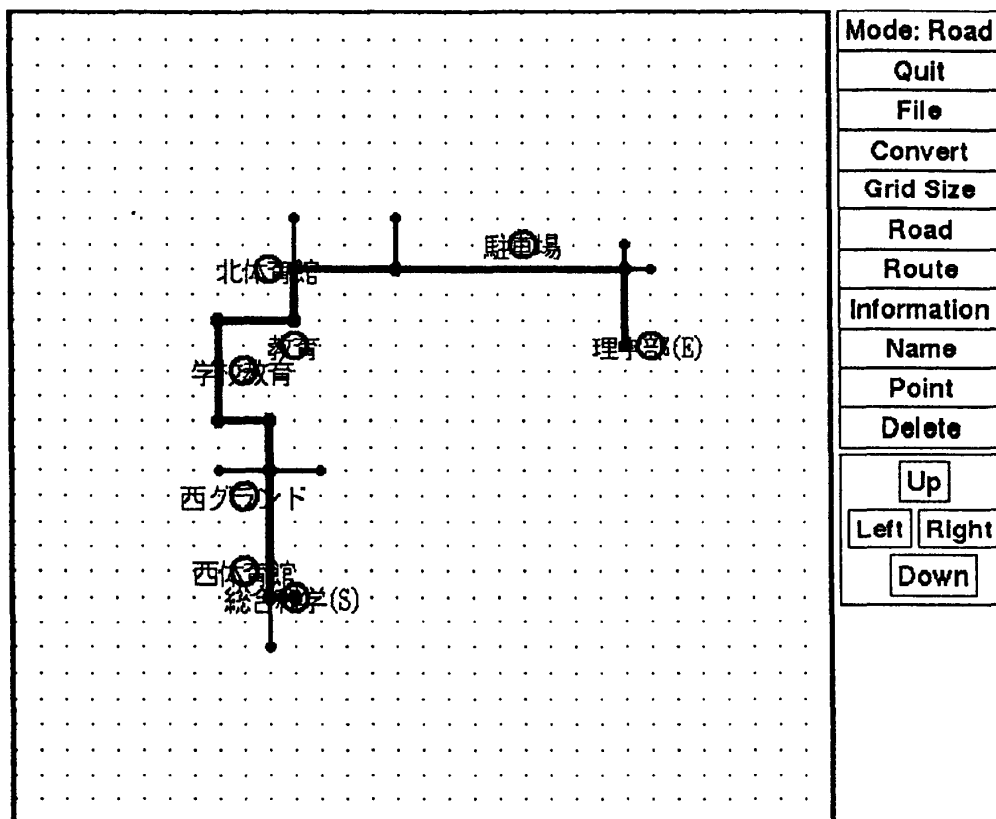 Mode: Road
Quit
File
Convert
Grid Size
Road
Route
Information
Name
Point
Delete
Up
Left Right
Down
駐車場
北体育館
教育
理学部(E)
学校教育
西グランド
西体育館
総合科学(S)